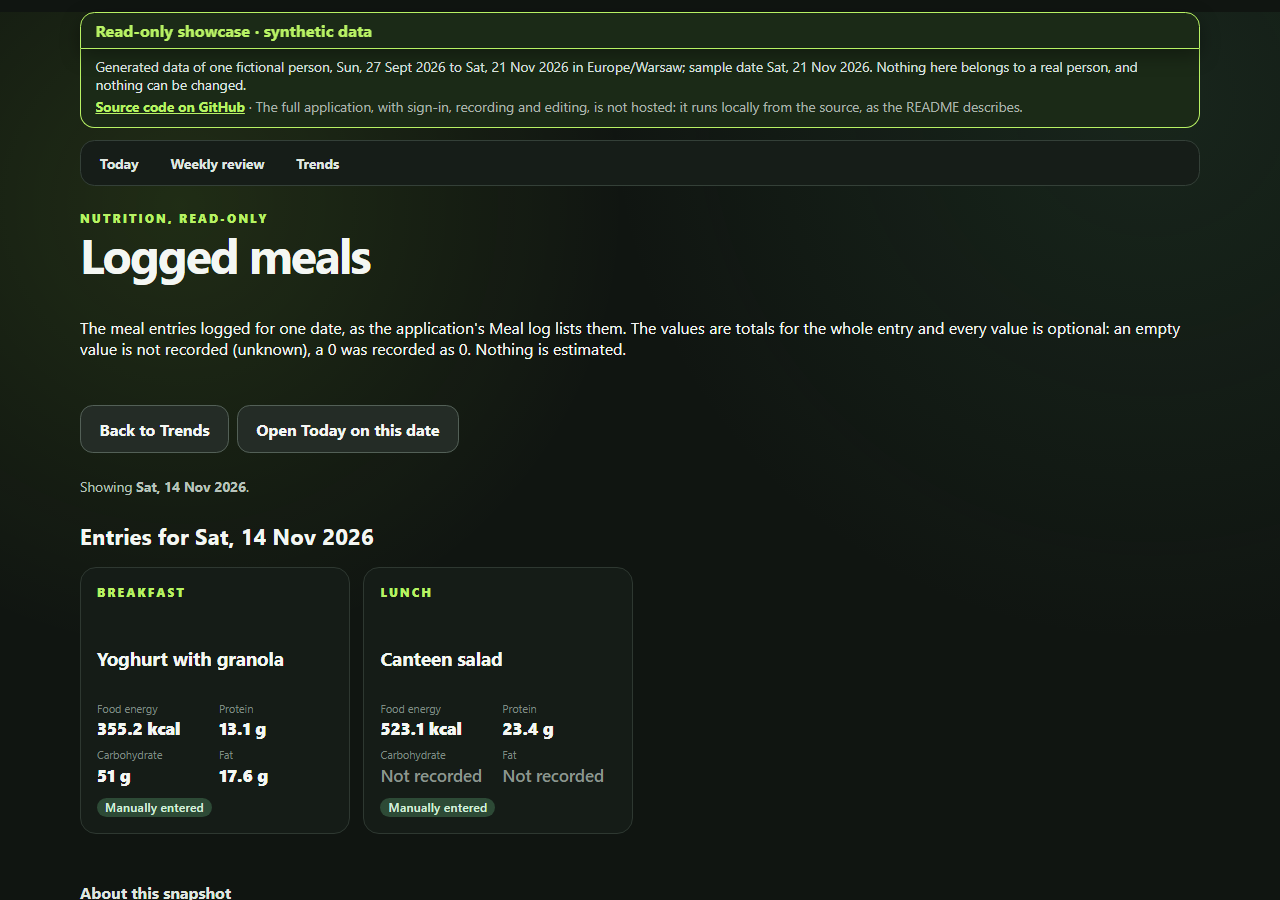 Read-only showcase · synthetic data
Generated data of one fictional person, Sun, 27 Sept 2026 to Sat, 21 Nov 2026 in Europe/Warsaw; sample date Sat, 21 Nov 2026. Nothing here belongs to a real person, and
nothing can be changed.
Source code on GitHub · The full application, with sign-in, recording and editing, is not hosted: it runs locally from the source, as the README describes.
Today Weekly review Trends
NUTRITION, READ-ONLY
Logged meals
The meal entries logged for one date, as the application's Meal log lists them. The values are totals for the whole entry and every value is optional: an empty
value is not recorded (unknown), a 0 was recorded as 0. Nothing is estimated.
Back to Trends Open Today on this date
Showing Sat, 14 Nov 2026.
Entries for Sat, 14 Nov 2026
BREAKFAST
Yoghurt with granola
Food energy Protein
355.2 kcal 13.1 g
Carbohydrate Fat
51 g 17.6 g
Manually entered
LUNCH
Canteen salad
Food energy Protein
523.1 kcal 23.4 g
Carbohydrate Fat
Not recorded Not recorded
Manually entered
About this snapshot